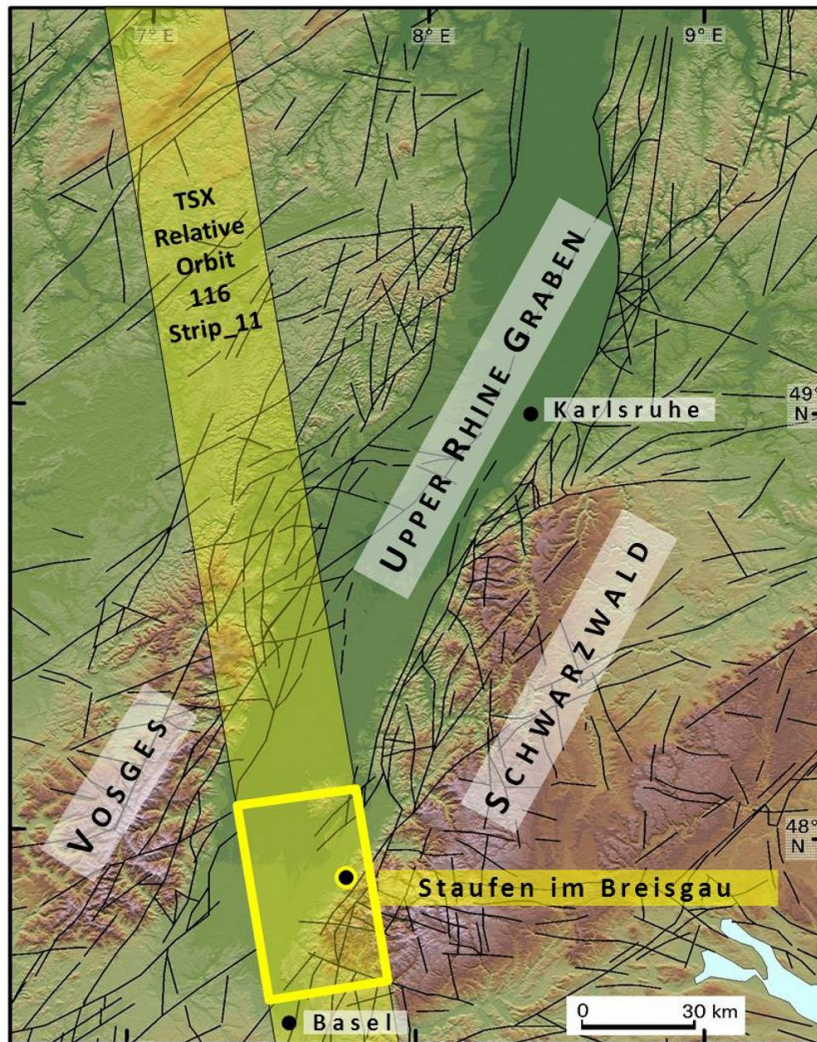 7° E
8° E
9° E
TSX
Relative
Orbit
116
Strip_11
UPPER RHINE GRABEN
49°
N
Karlsruhe
SCHWARZWALD
VOSGES
48°
N
Staufen im Breisgau
0 30 km
Basel